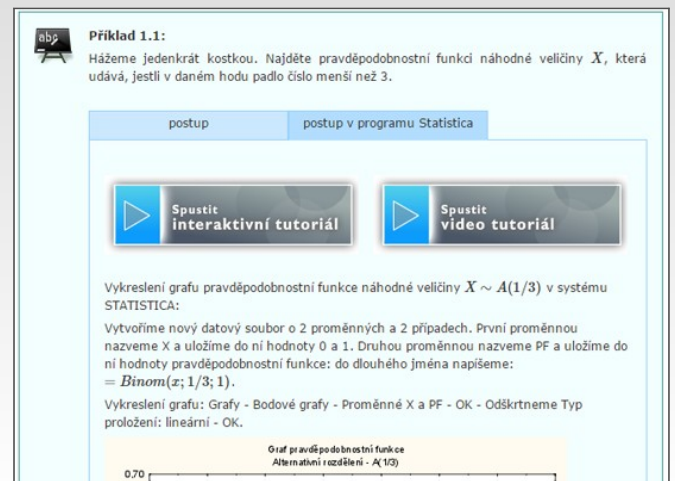 abc
Příklad 1.1:
Házeme jedenkrát kostkou. Najděte pravděpodobnostní funkci náhodné veličiny X, která
udává, jestli v daném hodu padlo číslo menší než 3.
postup
postup v programu Statistica
Spustit
interaktivní tutoriál
Spustit
video tutoriál
Vykreslení grafu pravděpodobnostní funkce náhodné veličiny X ∼ A(1/3) v systému
STATISTICA:
Vytvoříme nový datový soubor o 2 proměnných a 2 případech. První proměnnou
nazveme X a uložíme do ní hodnoty 0 a 1. Druhou proměnnou nazveme PF a uložíme do
ní hodnoty pravděpodobnostní funkce: do dlouhého jména napíšeme:
= Binom(x; 1/3; 1).
Vykreslení grafu: Grafy - Bodové grafy - Proměnné X a PF - OK - Odškrtneme Typ
proložení: lineární - OK.
Graf pravděpodobnostní funkce
Alternativní rozdělení - A(1/3)
0,70